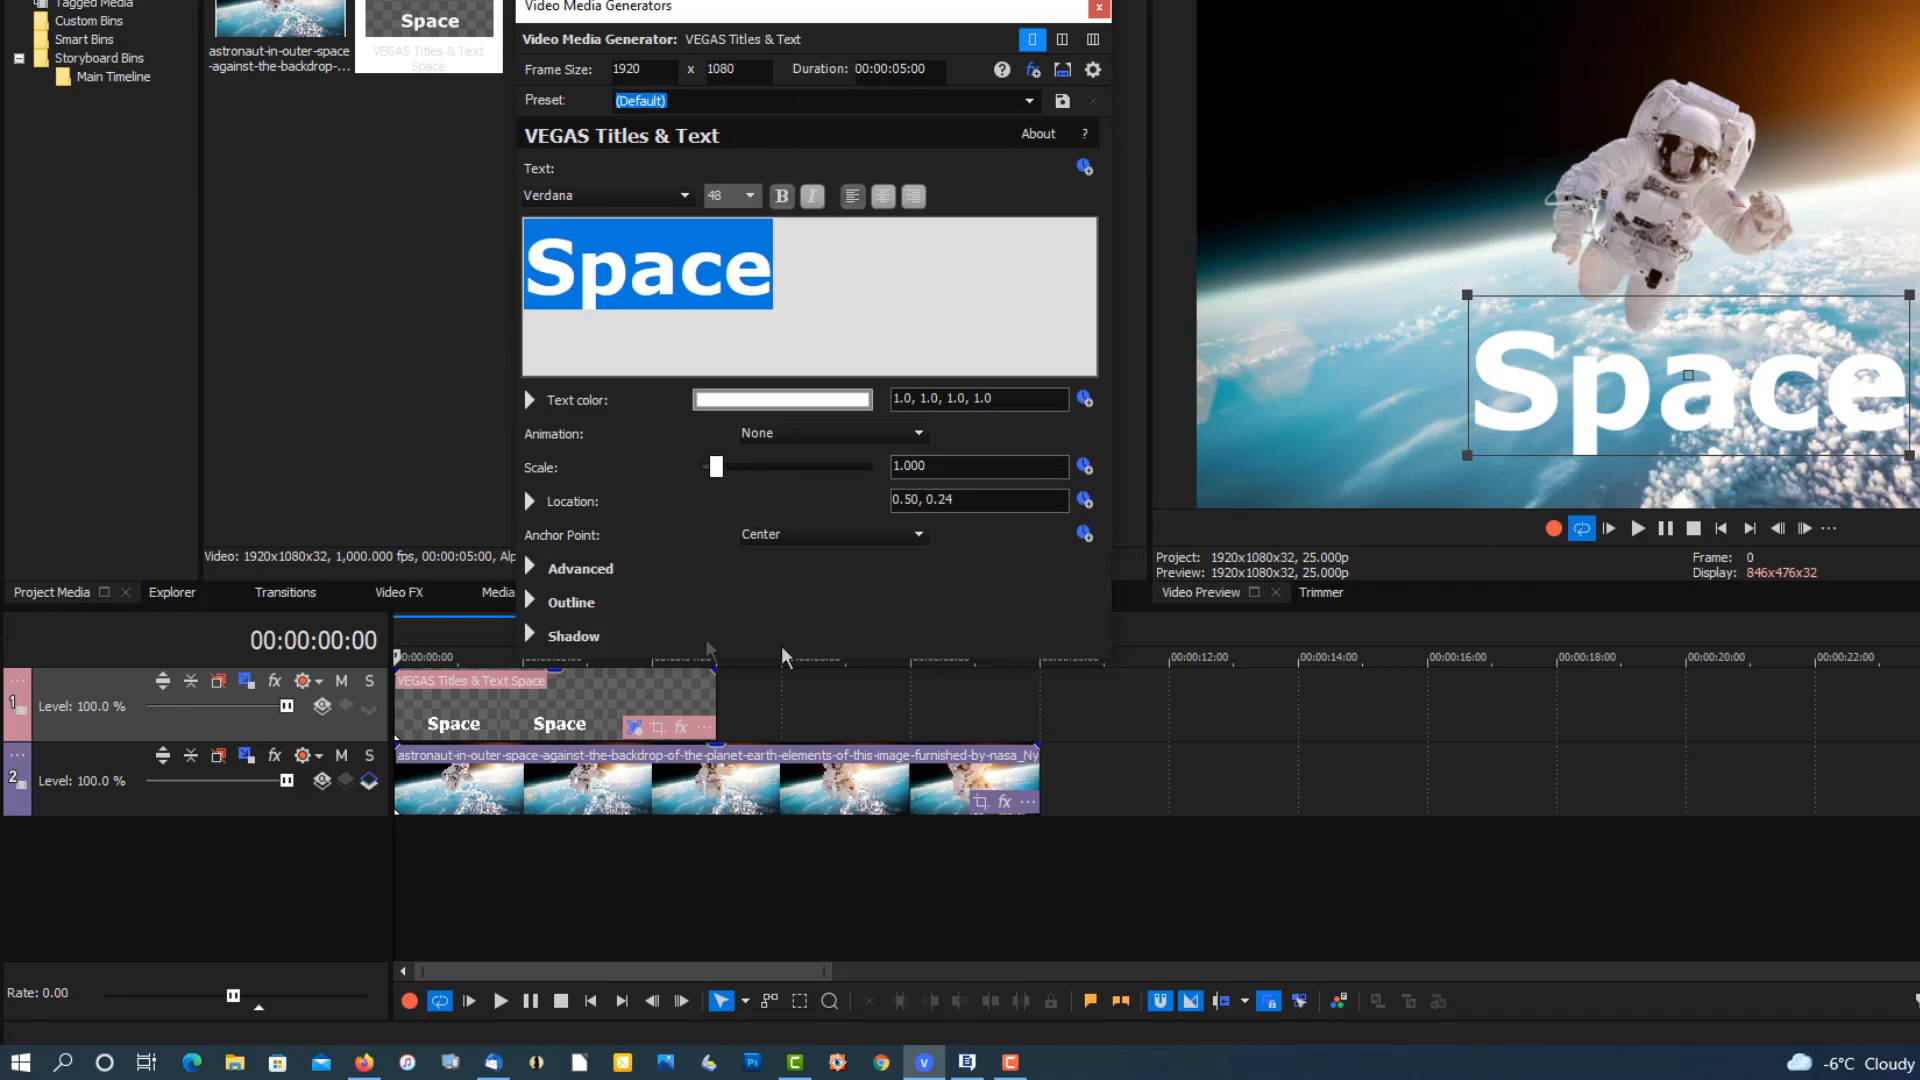 Tagged Media
Custom Bins
Smart Bins
Storyboard Bins
Main Timeline
astronaut-in-outer-space
-against-the-backdrop-...
Space
VEGAS Titles & Text
Space
Video: 1920x1080x32, 1,000.000 fps, 00:00:05:00, Alp
Video Media Generators
x
Video Media Generator: VEGAS Titles & Text
Frame Size: 1920 x 1080 Duration: 00:00:05:00
Preset: (Default)
VEGAS Titles & Text
About ?
Text:
Verdana 48 B I
Space
Text color: 1.0, 1.0, 1.0, 1.0
Animation: None
Scale: 1.000
Location: 0.50, 0.24
Anchor Point: Center
Advanced
Outline
Shadow
Space
Project: 1920x1080x32, 25.000p
Preview: 1920x1080x32, 25.000p
Frame: 0
Display: 846x476x32
Video Preview
Trimmer
Project Media
Explorer
Transitions
Video FX
Media
00:00:00:00
00:00:12:00 00:00:14:00 00:00:16:00 00:00:18:00 00:00:20:00 00:00:22:00
1
fx M S
Level: 100.0 %
VEGAS Titles & Text Space
Space Space
fx ...
2
fx M S
Level: 100.0 %
astronaut-in-outer-space-against-the-backdrop-of-the-planet-earth-elements-of-this-image-furnished-by-nasa_Ny
fx ...
Rate: 0.00
-6°C Cloudy